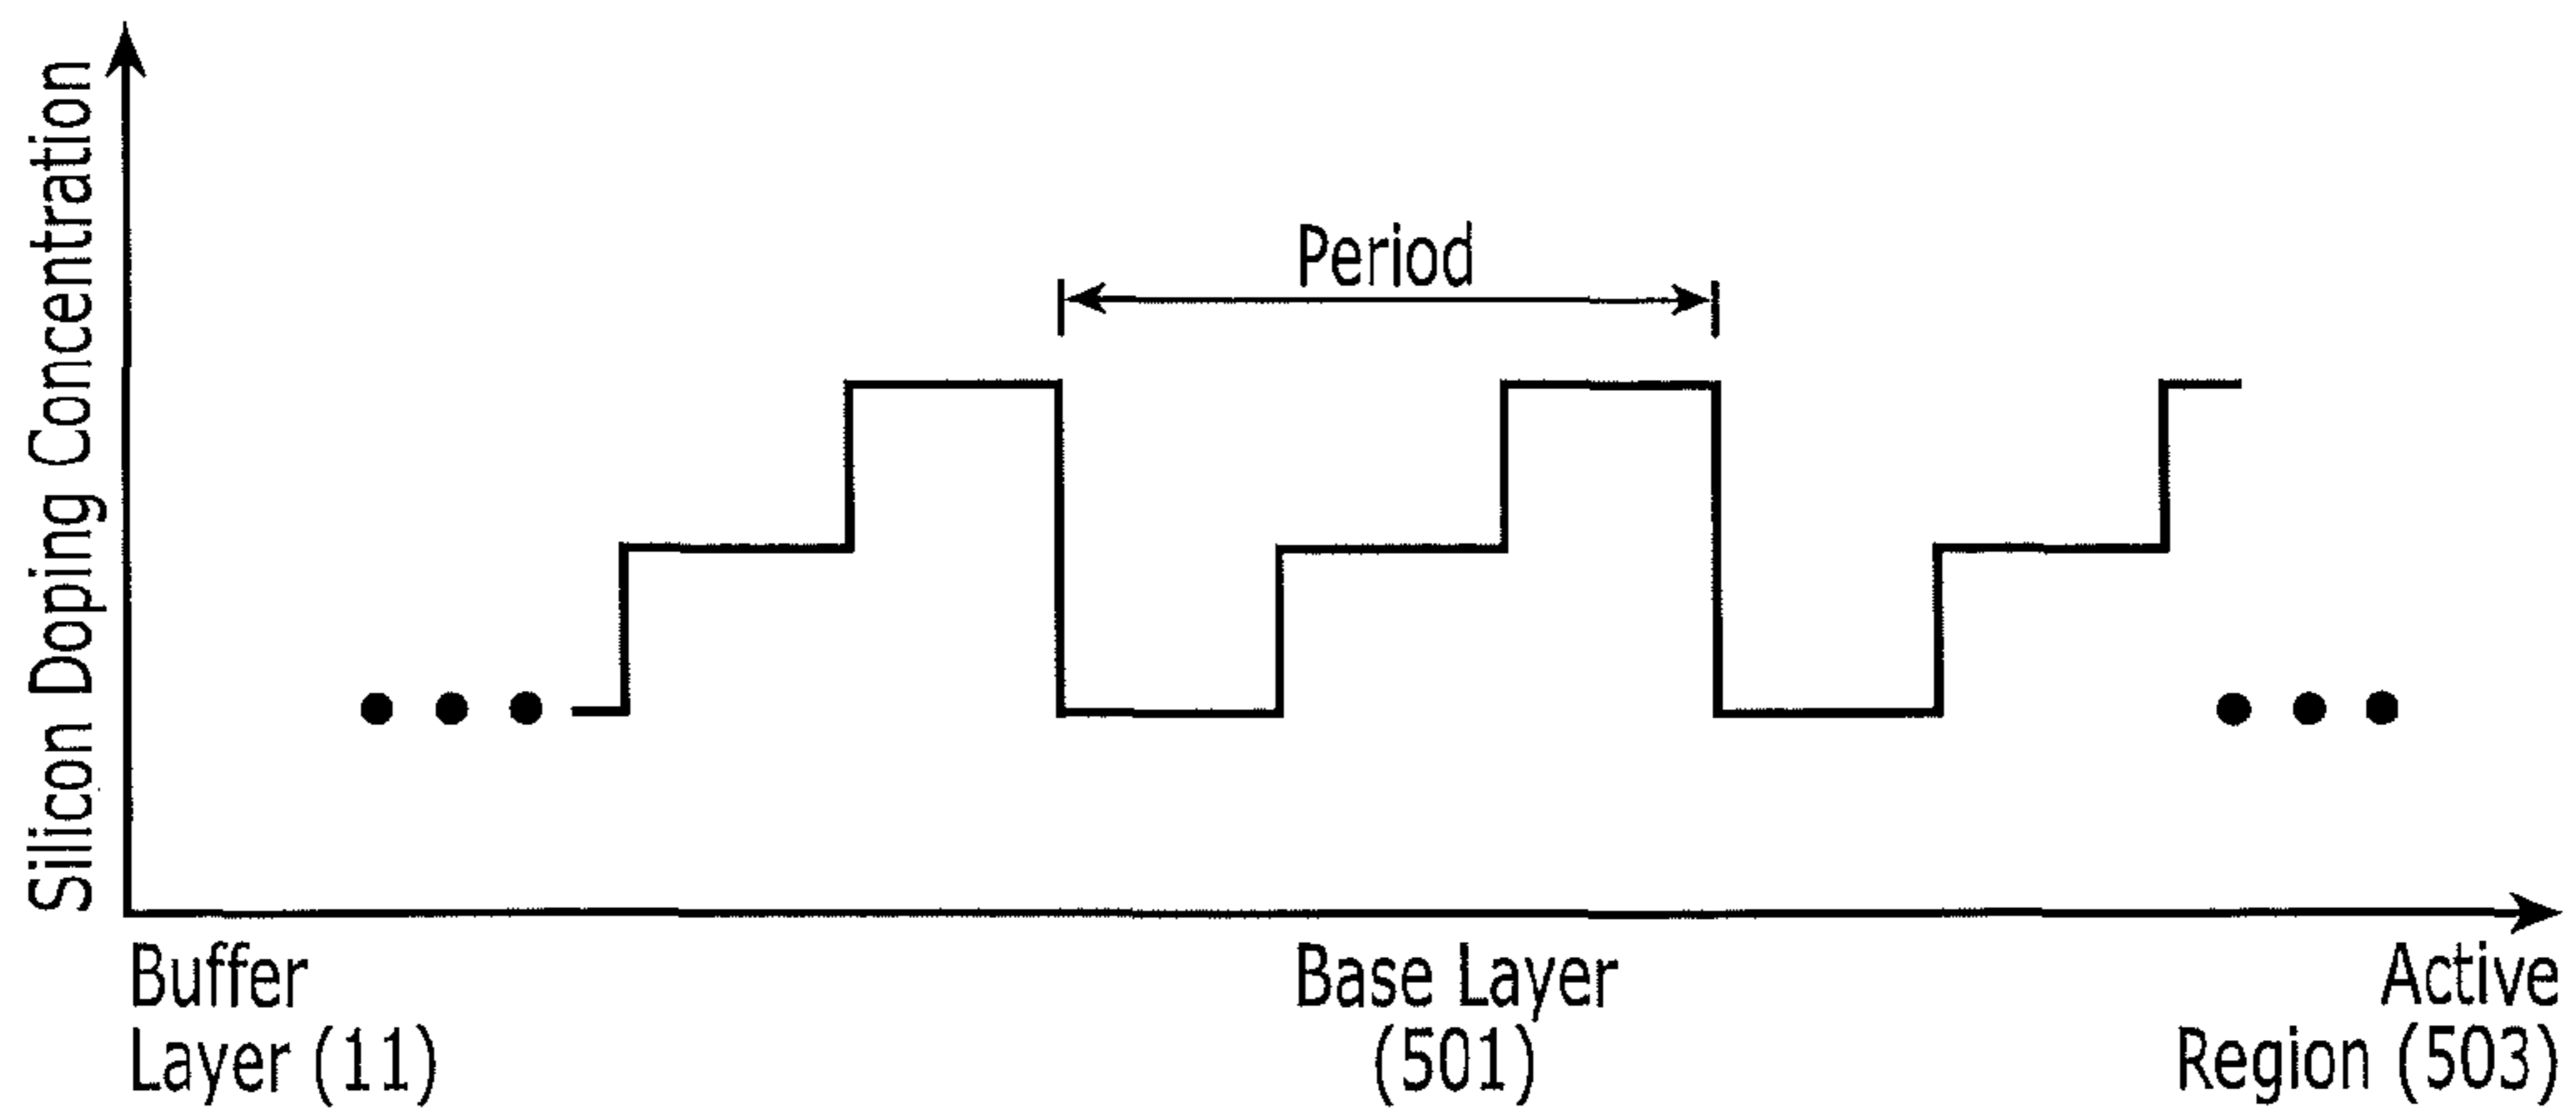 Silicon Doping Concentration
Period
Buffer
Layer (11)
Base Layer
(501)
Active
Region (503)